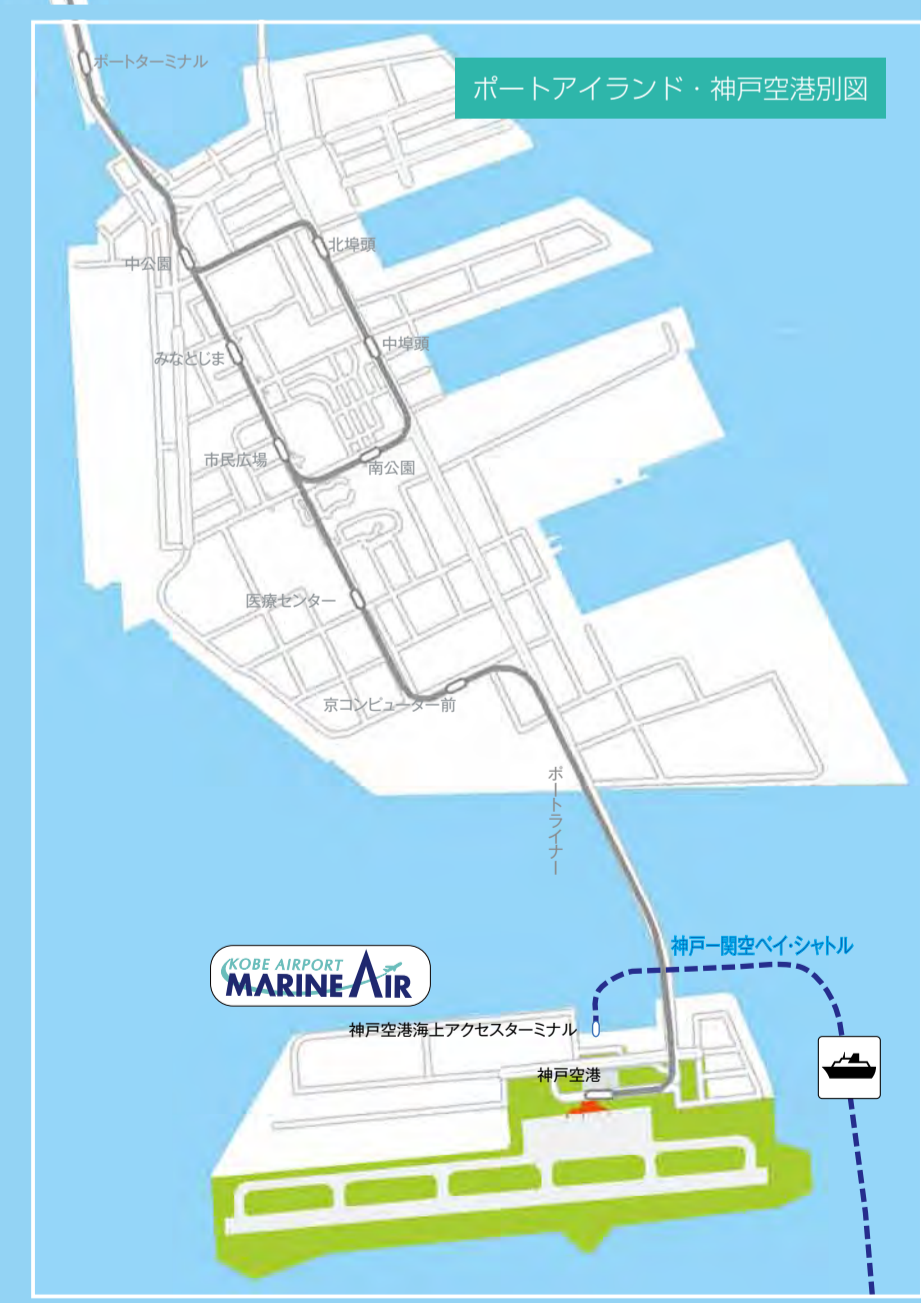 ポートターミナル
ポートアイランド・神戸空港別図
北埠頭
中公園
中埠頭
みなとじま
市民広場
南公園
医療センター
京コンピューター前
ポートライナー
神戸ー関空ベイ・シャトル
KOBE AIRPORT
MARINE AIR
神戸空港海上アクセスターミナル
神戸空港